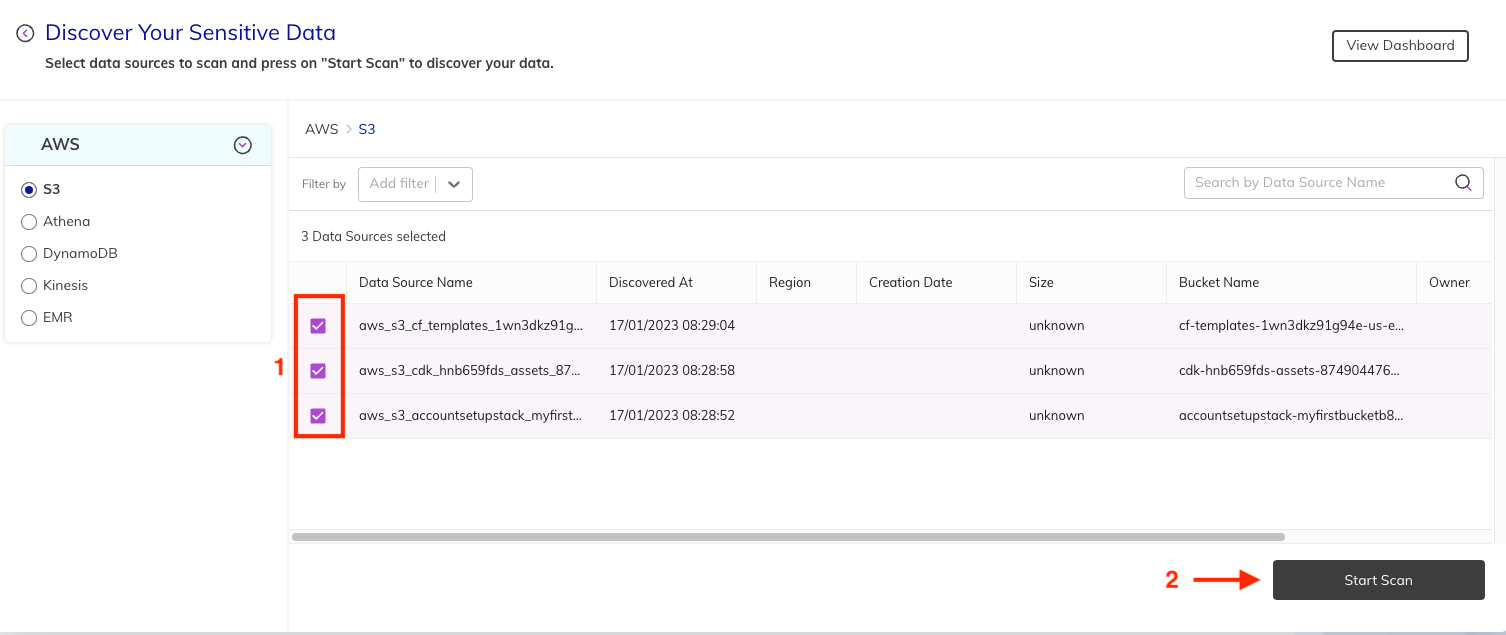 Discover Your Sensitive Data
View Dashboard
Select data sources to scan and press on "Start Scan" to discover your data.
AWS
S3
Athena
DynamoDB
Kinesis
EMR
AWS > S3
Filter by Add filter Search by Data Source Name
3 Data Sources selected
Data Source Name Discovered At Region Creation Date Size Bucket Name Owner
aws_s3_cf_templates_1wn3dkz91g... 17/01/2023 08:29:04 unknown cf-templates-1wn3dkz91g94e-us-e...
1
aws_s3_cdk_hnb659fds_assets_87... 17/01/2023 08:28:58 unknown cdk-hnb659fds-assets-874904476...
aws_s3_accountsetupstack_myfirst... 17/01/2023 08:28:52 unknown accountsetupstack-myfirstbucketb8...
2 Start Scan